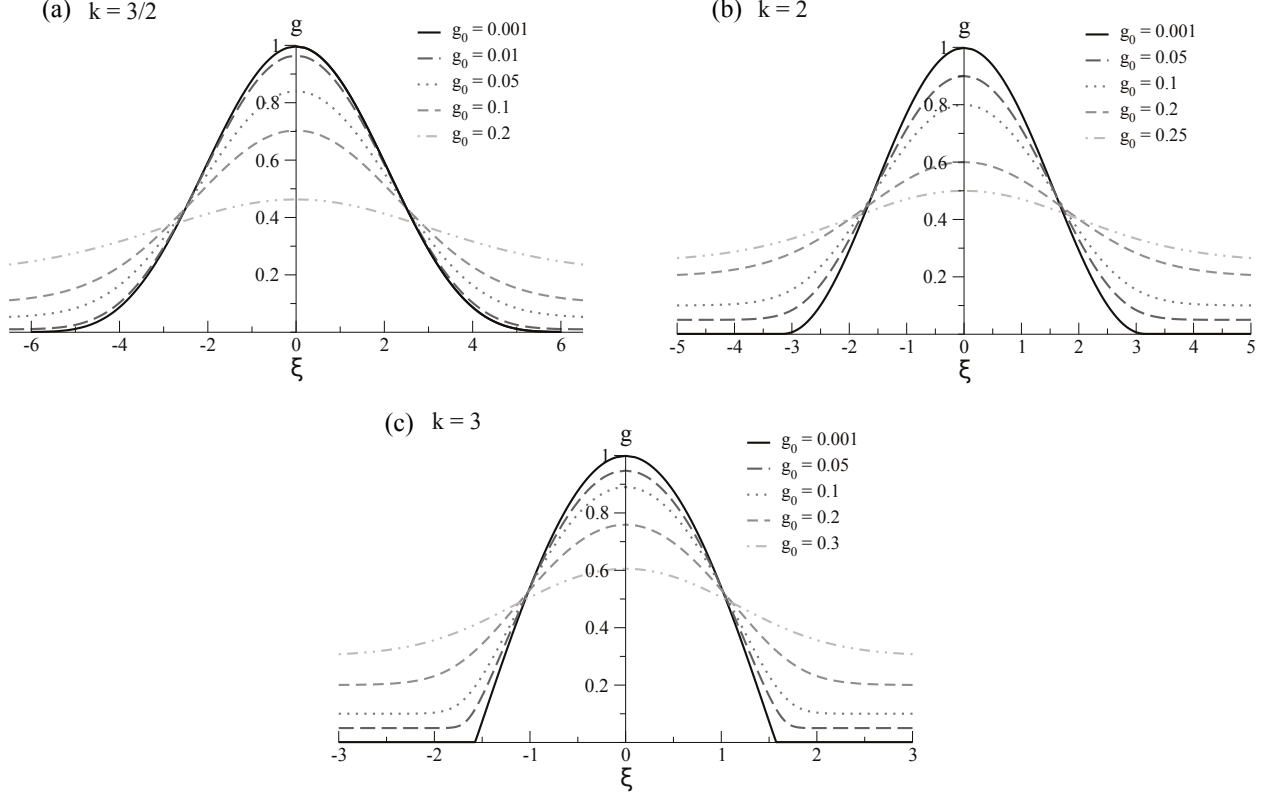 (a) k = 3/2
g
g0 = 0.001
g0 = 0.01
g0 = 0.05
g0 = 0.1
g0 = 0.2
1
0.8
0.6
0.4
0.2
-6 -4 -2 0 2 4 6
ξ
(b) k = 2
g
g0 = 0.001
g0 = 0.05
g0 = 0.1
g0 = 0.2
g0 = 0.25
1
0.8
0.6
0.4
0.2
-5 -4 -3 -2 -1 0 1 2 3 4 5
ξ
(c) k = 3
g
g0 = 0.001
g0 = 0.05
g0 = 0.1
g0 = 0.2
g0 = 0.3
1
0.8
0.6
0.4
0.2
-3 -2 -1 0 1 2 3
ξ